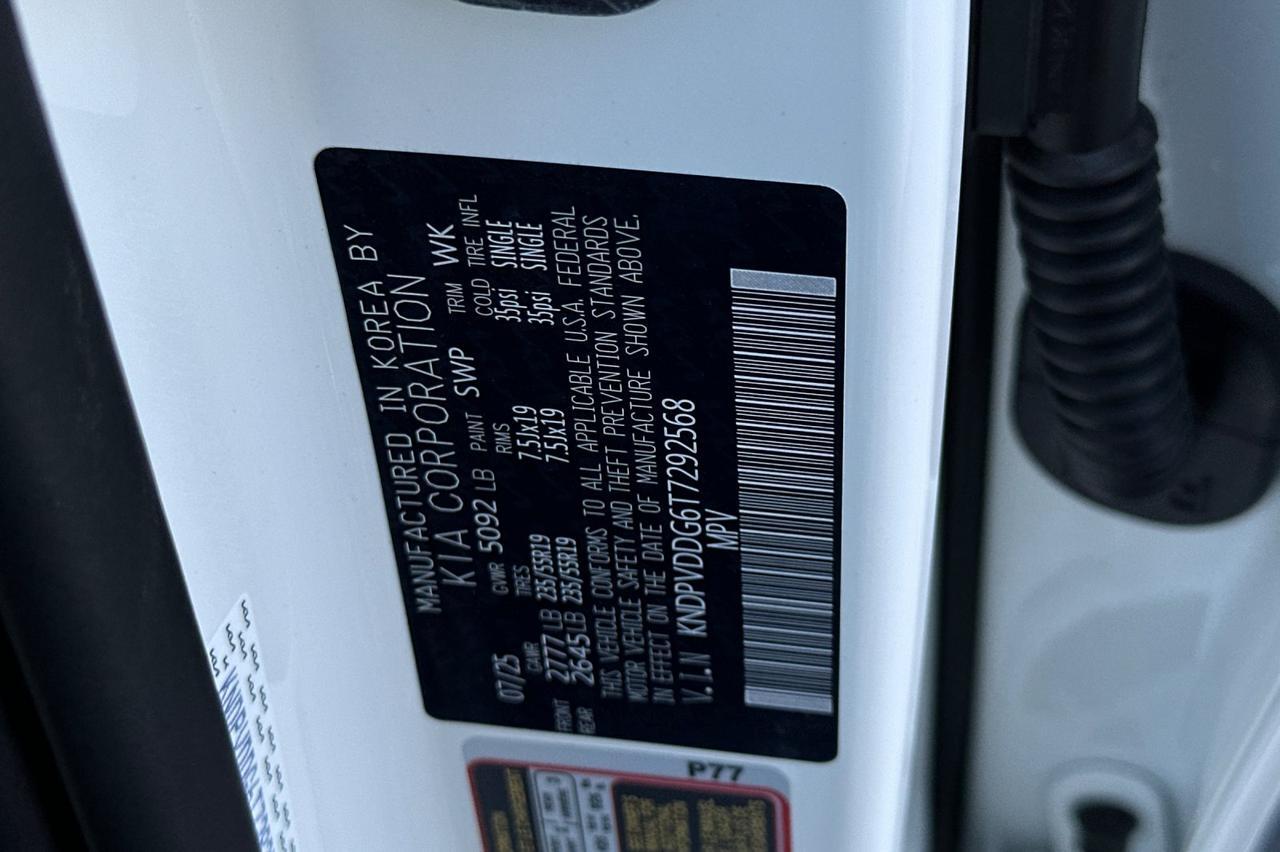 MANUFACTURED IN KOREA BY
KIA CORPORATION
07/25 GVWR 5092 LB PAINT SWP TRIM WK
GAWR TIRES RIMS COLD TIRE INFL
FRONT 2777 LB 235/55R19 7.5Jx19 35psi SINGLE
REAR 2645 LB 235/55R19 7.5Jx19 35psi SINGLE
THIS VEHICLE CONFORMS TO ALL APPLICABLE U.S.A. FEDERAL
MOTOR VEHICLE SAFETY AND THEFT PREVENTION STANDARDS
IN EFFECT ON THE DATE OF MANUFACTURE SHOWN ABOVE.
V.I.N KNDPVDDG6T7292568
MPV
P77